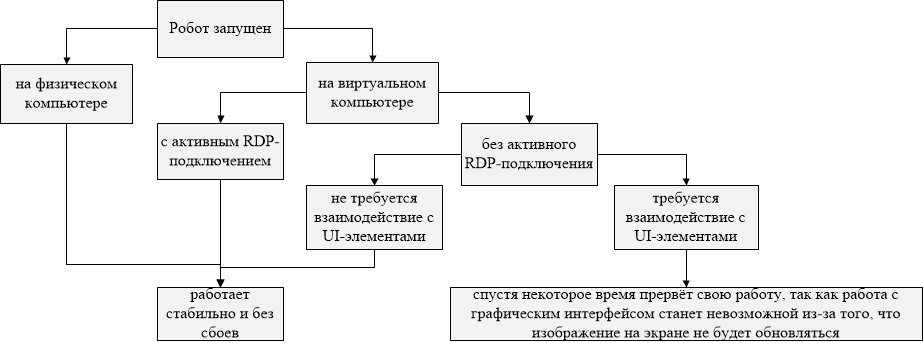 Робот запущен
на физическом
компьютере
на виртуальном
компьютере
с активным RDP-
подключением
без активного
RDP-подключения
не требуется
взаимодействие с
UI-элементами
требуется
взаимодействие с
UI-элементами
работает
стабильно и без
сбоев
спустя некоторое время прервёт свою работу, так как работа с
графическим интерфейсом станет невозможной из-за того, что
изображение на экране не будет обновляться